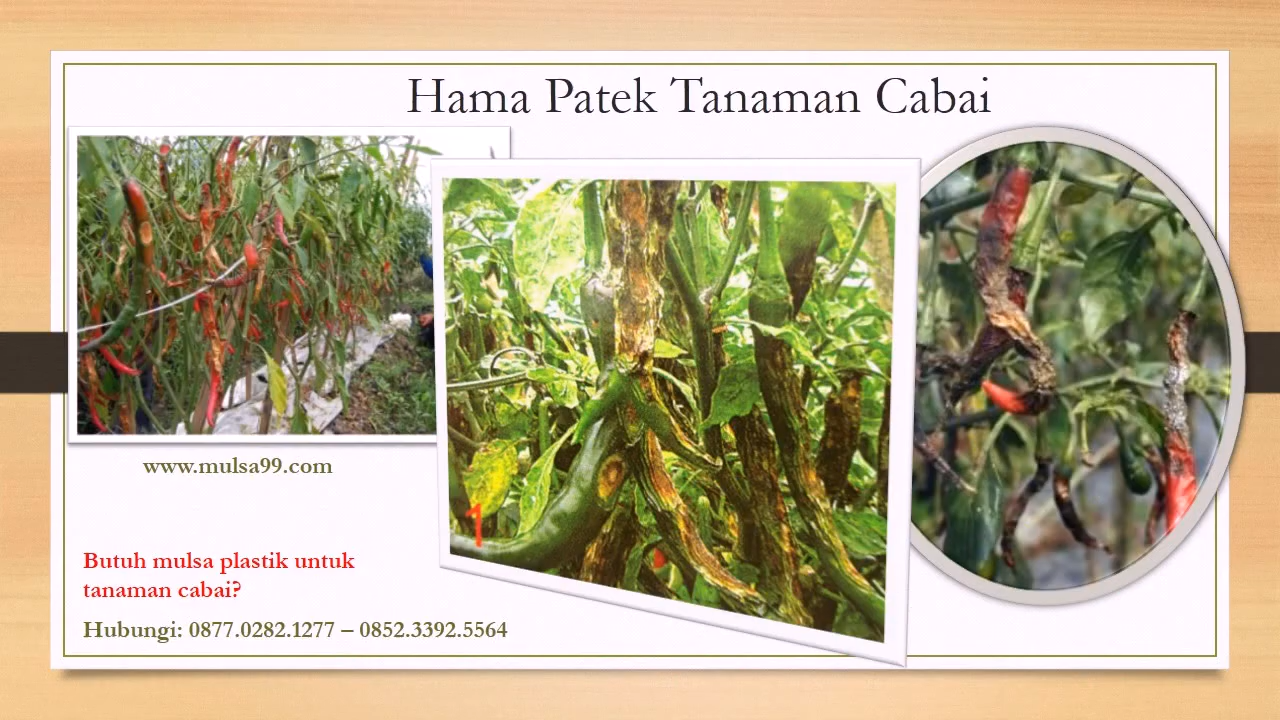 Hama Patek Tanaman Cabai
www.mulsa99.com
1
Butuh mulsa plastik untuk
tanaman cabai?
Hubungi: 0877.0282.1277 – 0852.3392.5564